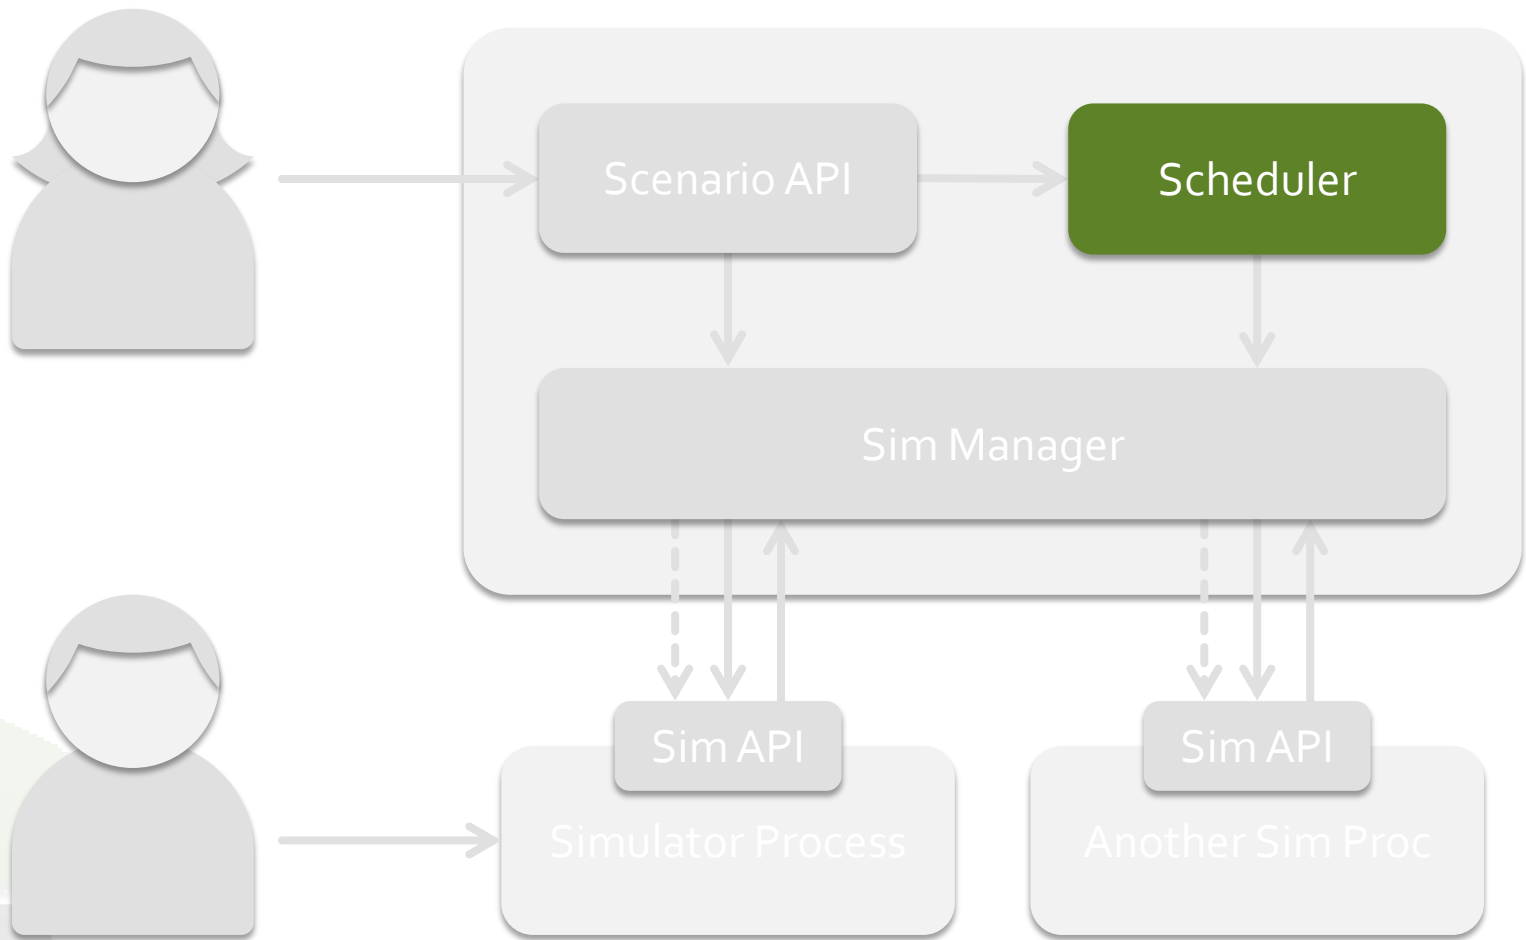 Scenario API
Scheduler
Sim Manager
Sim API
Sim API
Simulator Process
Another Sim Proc